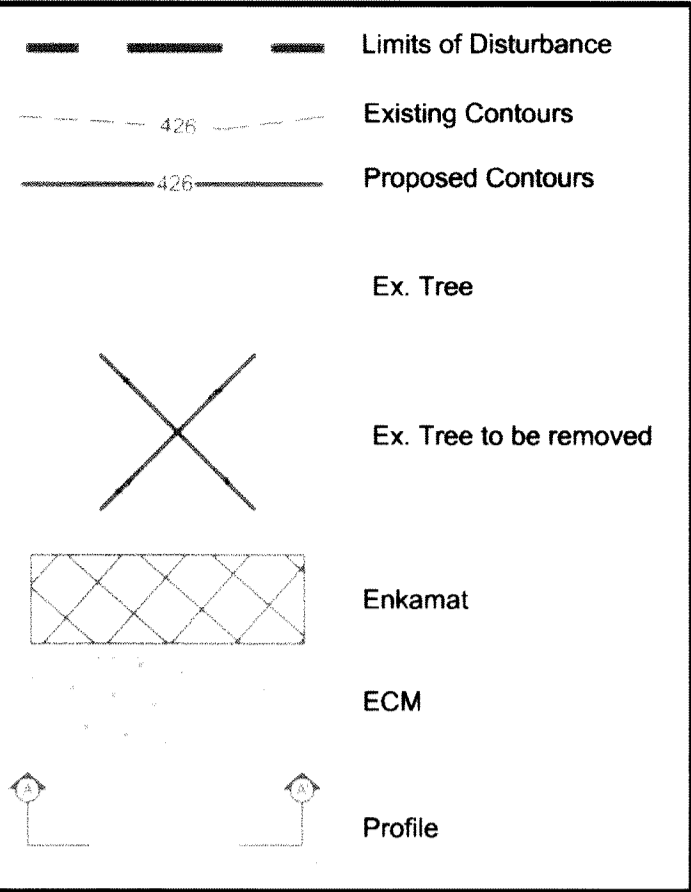 Limits of Disturbance
426
Existing Contours
426
Proposed Contours
Ex. Tree
Ex. Tree to be removed
Enkamat
ECM
A
A'
Profile